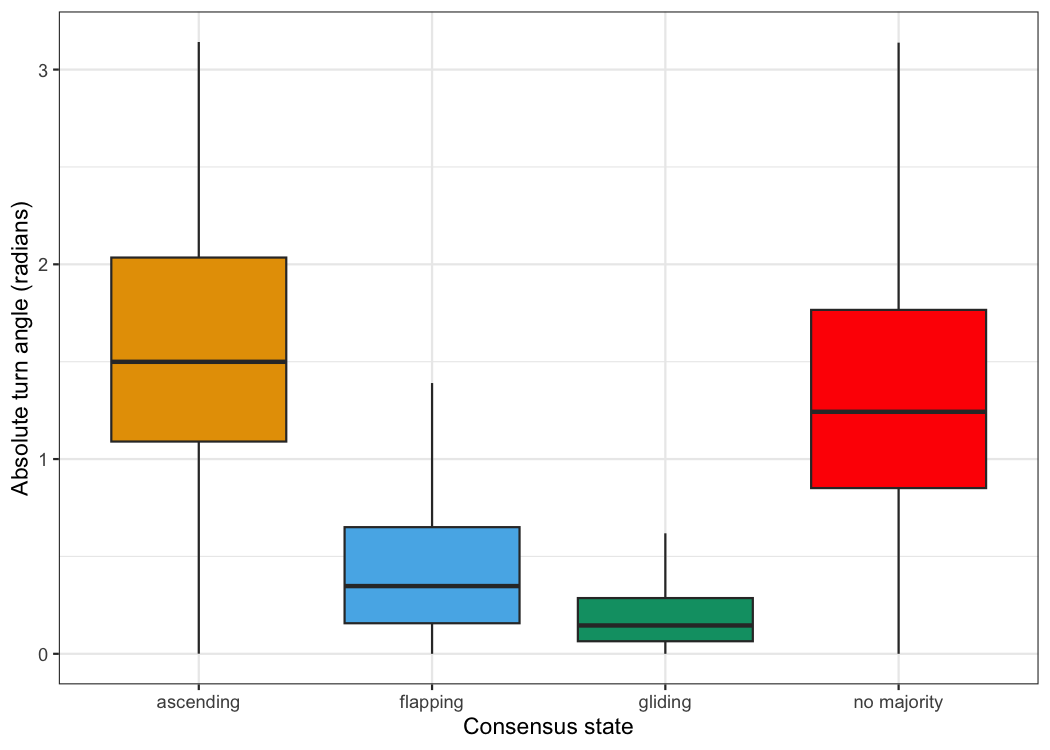 Absolute turn angle (radians)
3
2
1
0
ascending flapping gliding no majority
Consensus state